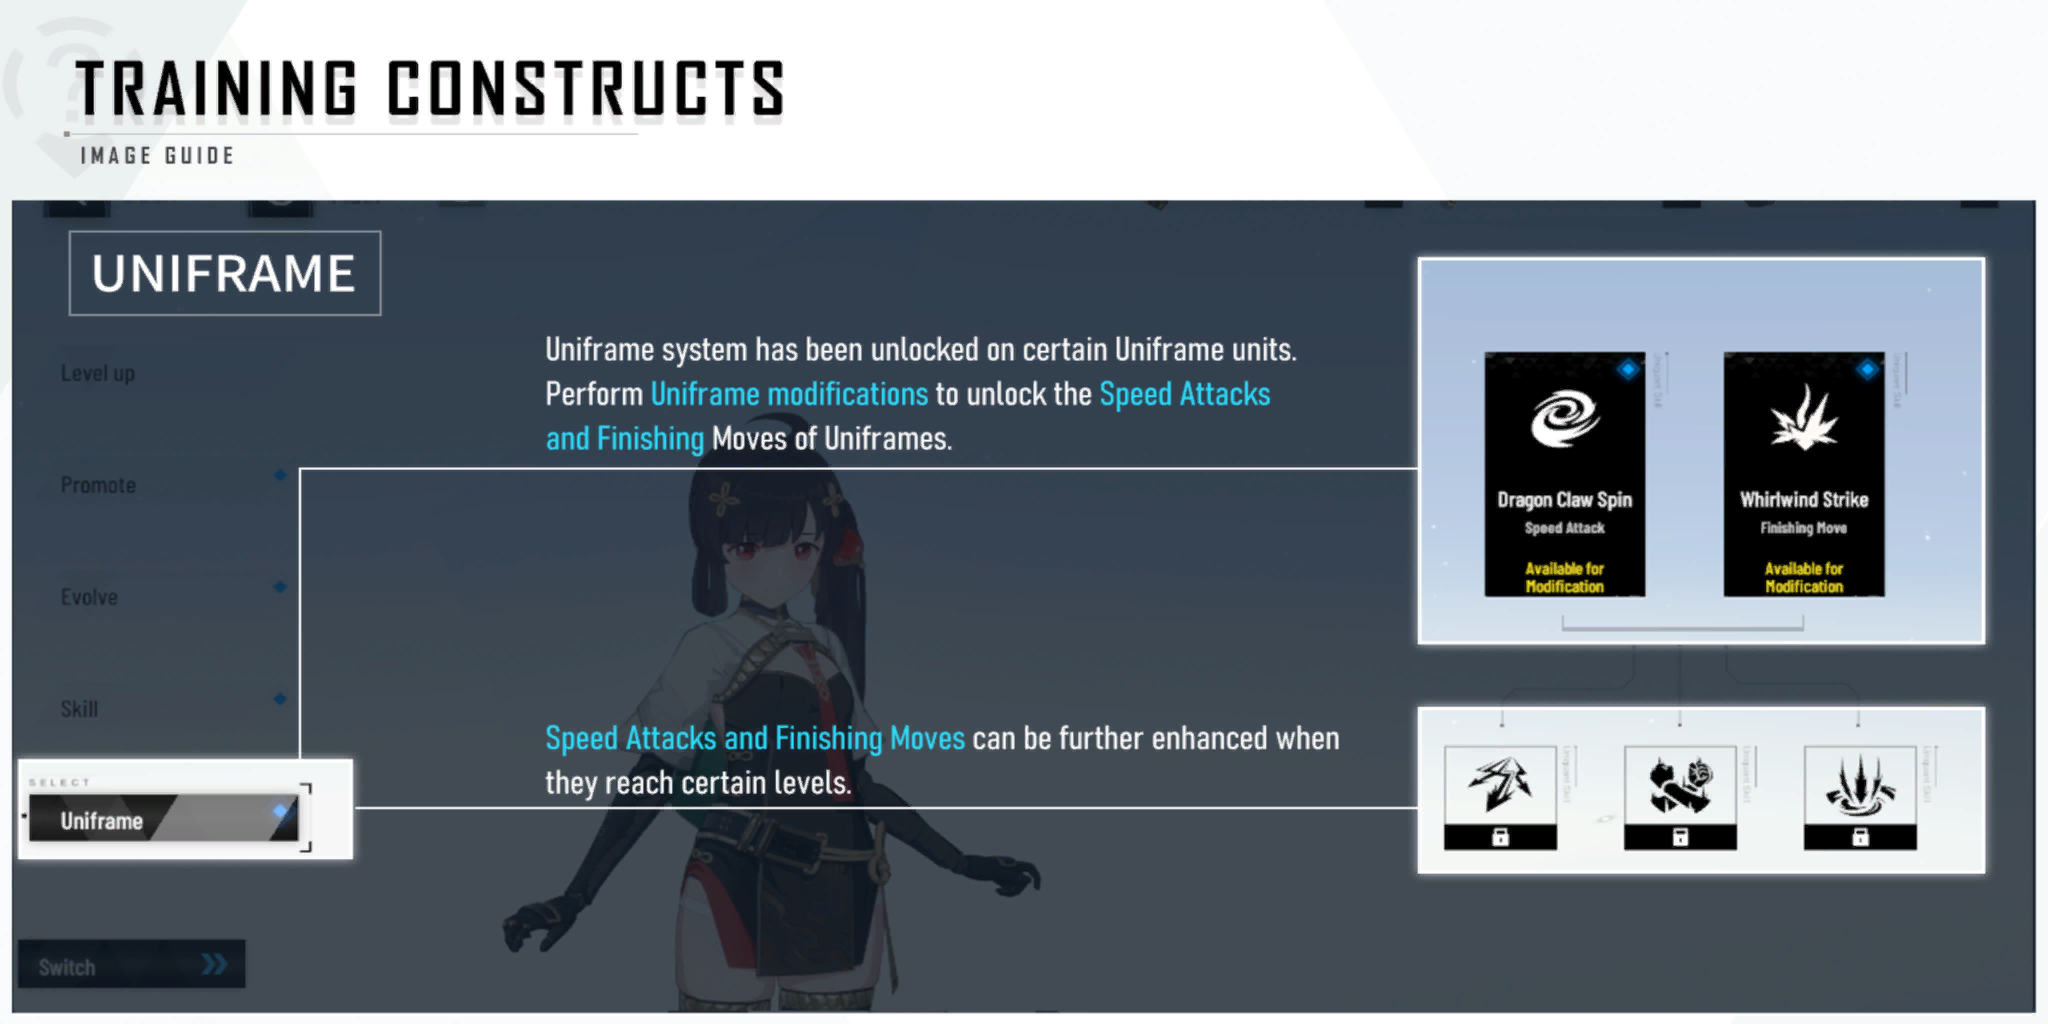 TRAINING CONSTRUCTS
IMAGE GUIDE
UNIFRAME
Level up
Promote
Evolve
Skill
SELECT
Uniframe
Switch
Uniframe system has been unlocked on certain Uniframe units.
Perform Uniframe modifications to unlock the Speed Attacks
and Finishing Moves of Uniframes.
Speed Attacks and Finishing Moves can be further enhanced when
they reach certain levels.
Dragon Claw Spin
Speed Attack
Available for
Modification
Whirlwind Strike
Finishing Move
Available for
Modification